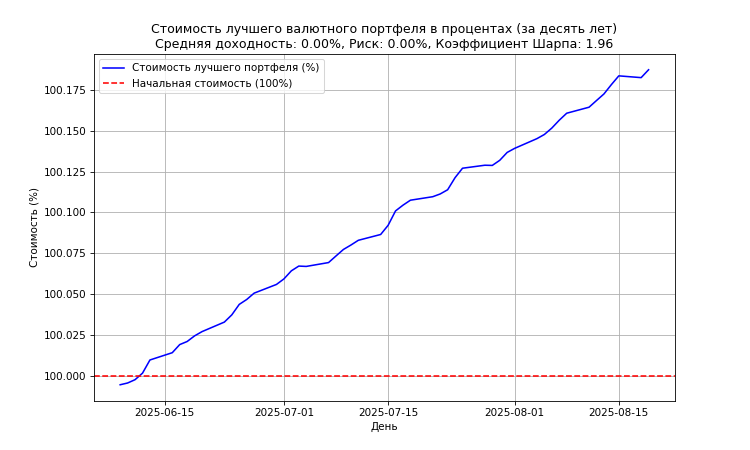 Стоимость лучшего валютного портфеля в процентах (за десять лет)
Средняя доходность: 0.00%, Риск: 0.00%, Коэффициент Шарпа: 1.96
Стоимость лучшего портфеля (%)
Начальная стоимость (100%)
Стоимость (%)
100.175
100.150
100.125
100.100
100.075
100.050
100.025
100.000
2025-06-15 2025-07-01 2025-07-15 2025-08-01 2025-08-15
День